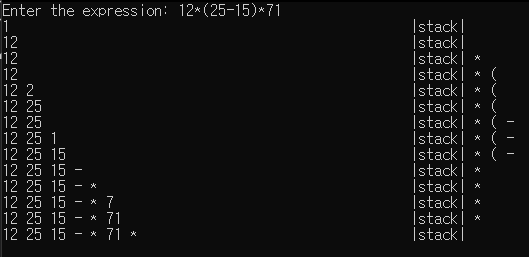 Enter the expression: 12*(25-15)*71
1 |stack|
12 |stack|
12 |stack| *
12 |stack| * (
12 2 |stack| * (
12 25 |stack| * (
12 25 |stack| * ( -
12 25 1 |stack| * ( -
12 25 15 |stack| * ( -
12 25 15 - |stack| *
12 25 15 - * |stack| *
12 25 15 - * 7 |stack| *
12 25 15 - * 71 |stack| *
12 25 15 - * 71 * |stack|